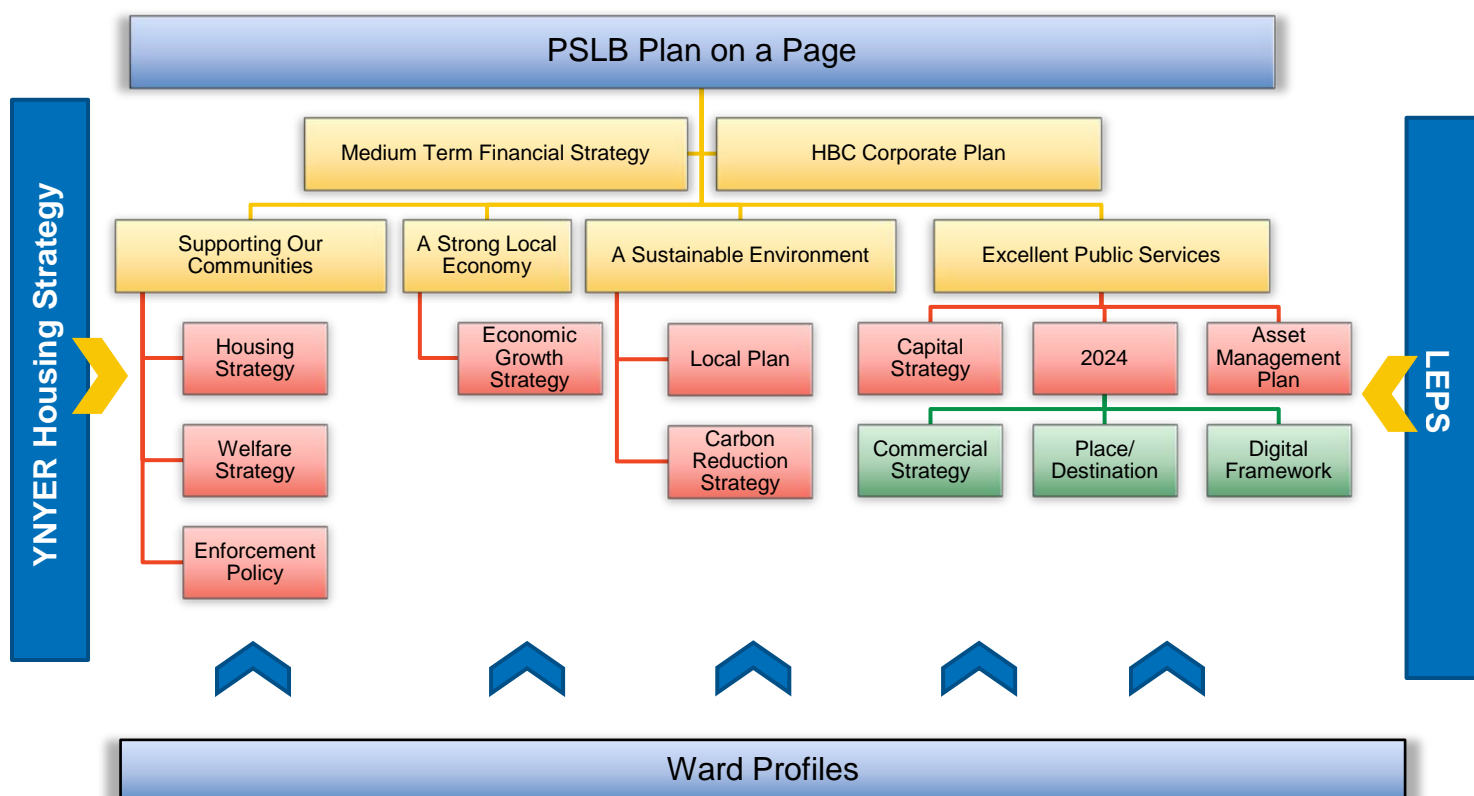 PSLB Plan on a Page
Medium Term Financial Strategy
HBC Corporate Plan
YNYER Housing Strategy
LEPS
Supporting Our
Communities
A Strong Local
Economy
A Sustainable Environment
Excellent Public Services
Housing
Strategy
Welfare
Strategy
Enforcement
Policy
Economic
Growth
Strategy
Local Plan
Carbon
Reduction
Strategy
Capital
Strategy
2024
Asset
Management
Plan
Commercial
Strategy
Place/
Destination
Digital
Framework
Ward Profiles